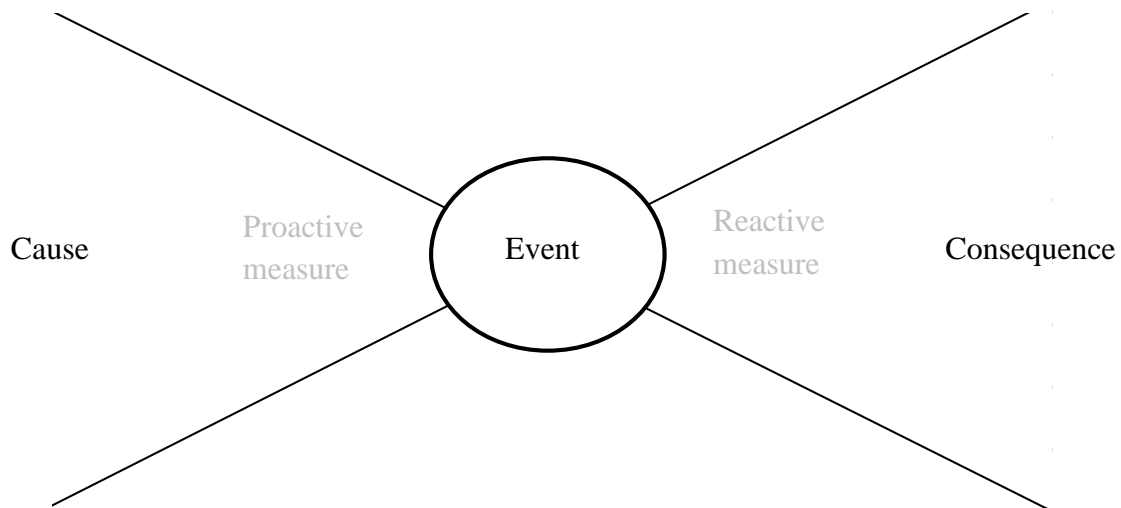 Cause
Proactive
measure
Event
Reactive
measure
Consequence